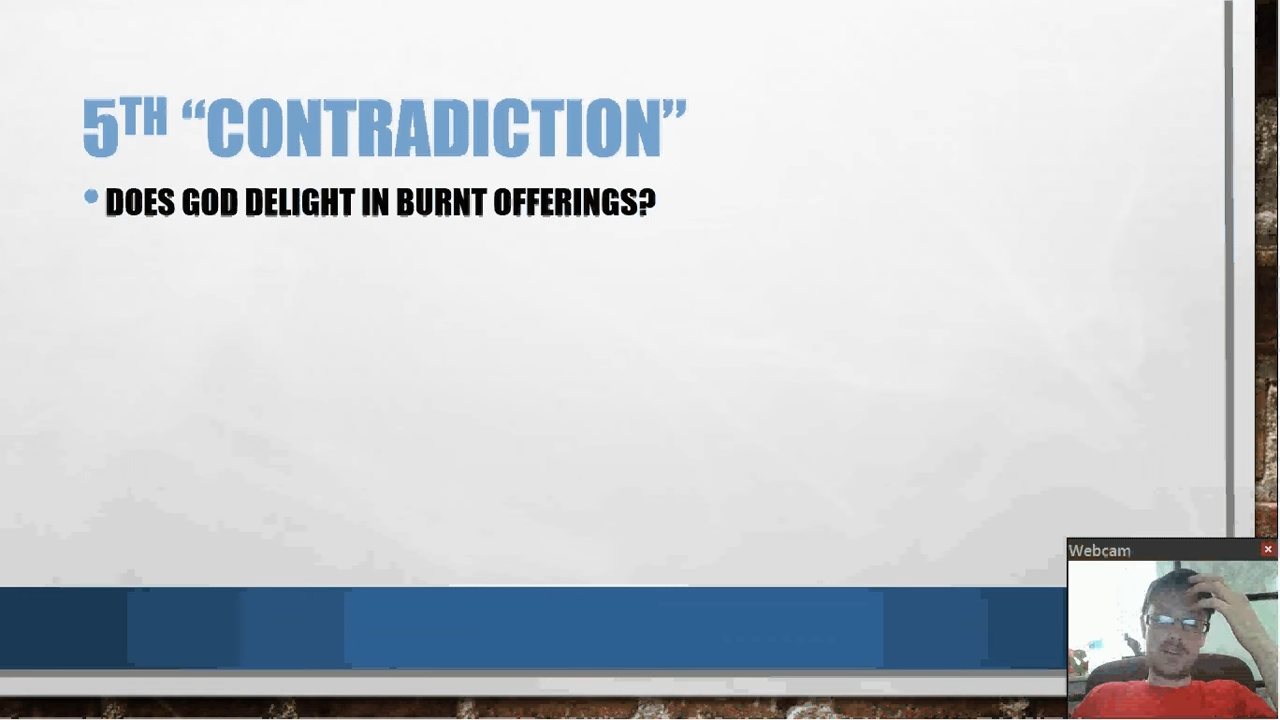 5TH “CONTRADICTION”
DOES GOD DELIGHT IN BURNT OFFERINGS?
Webcam